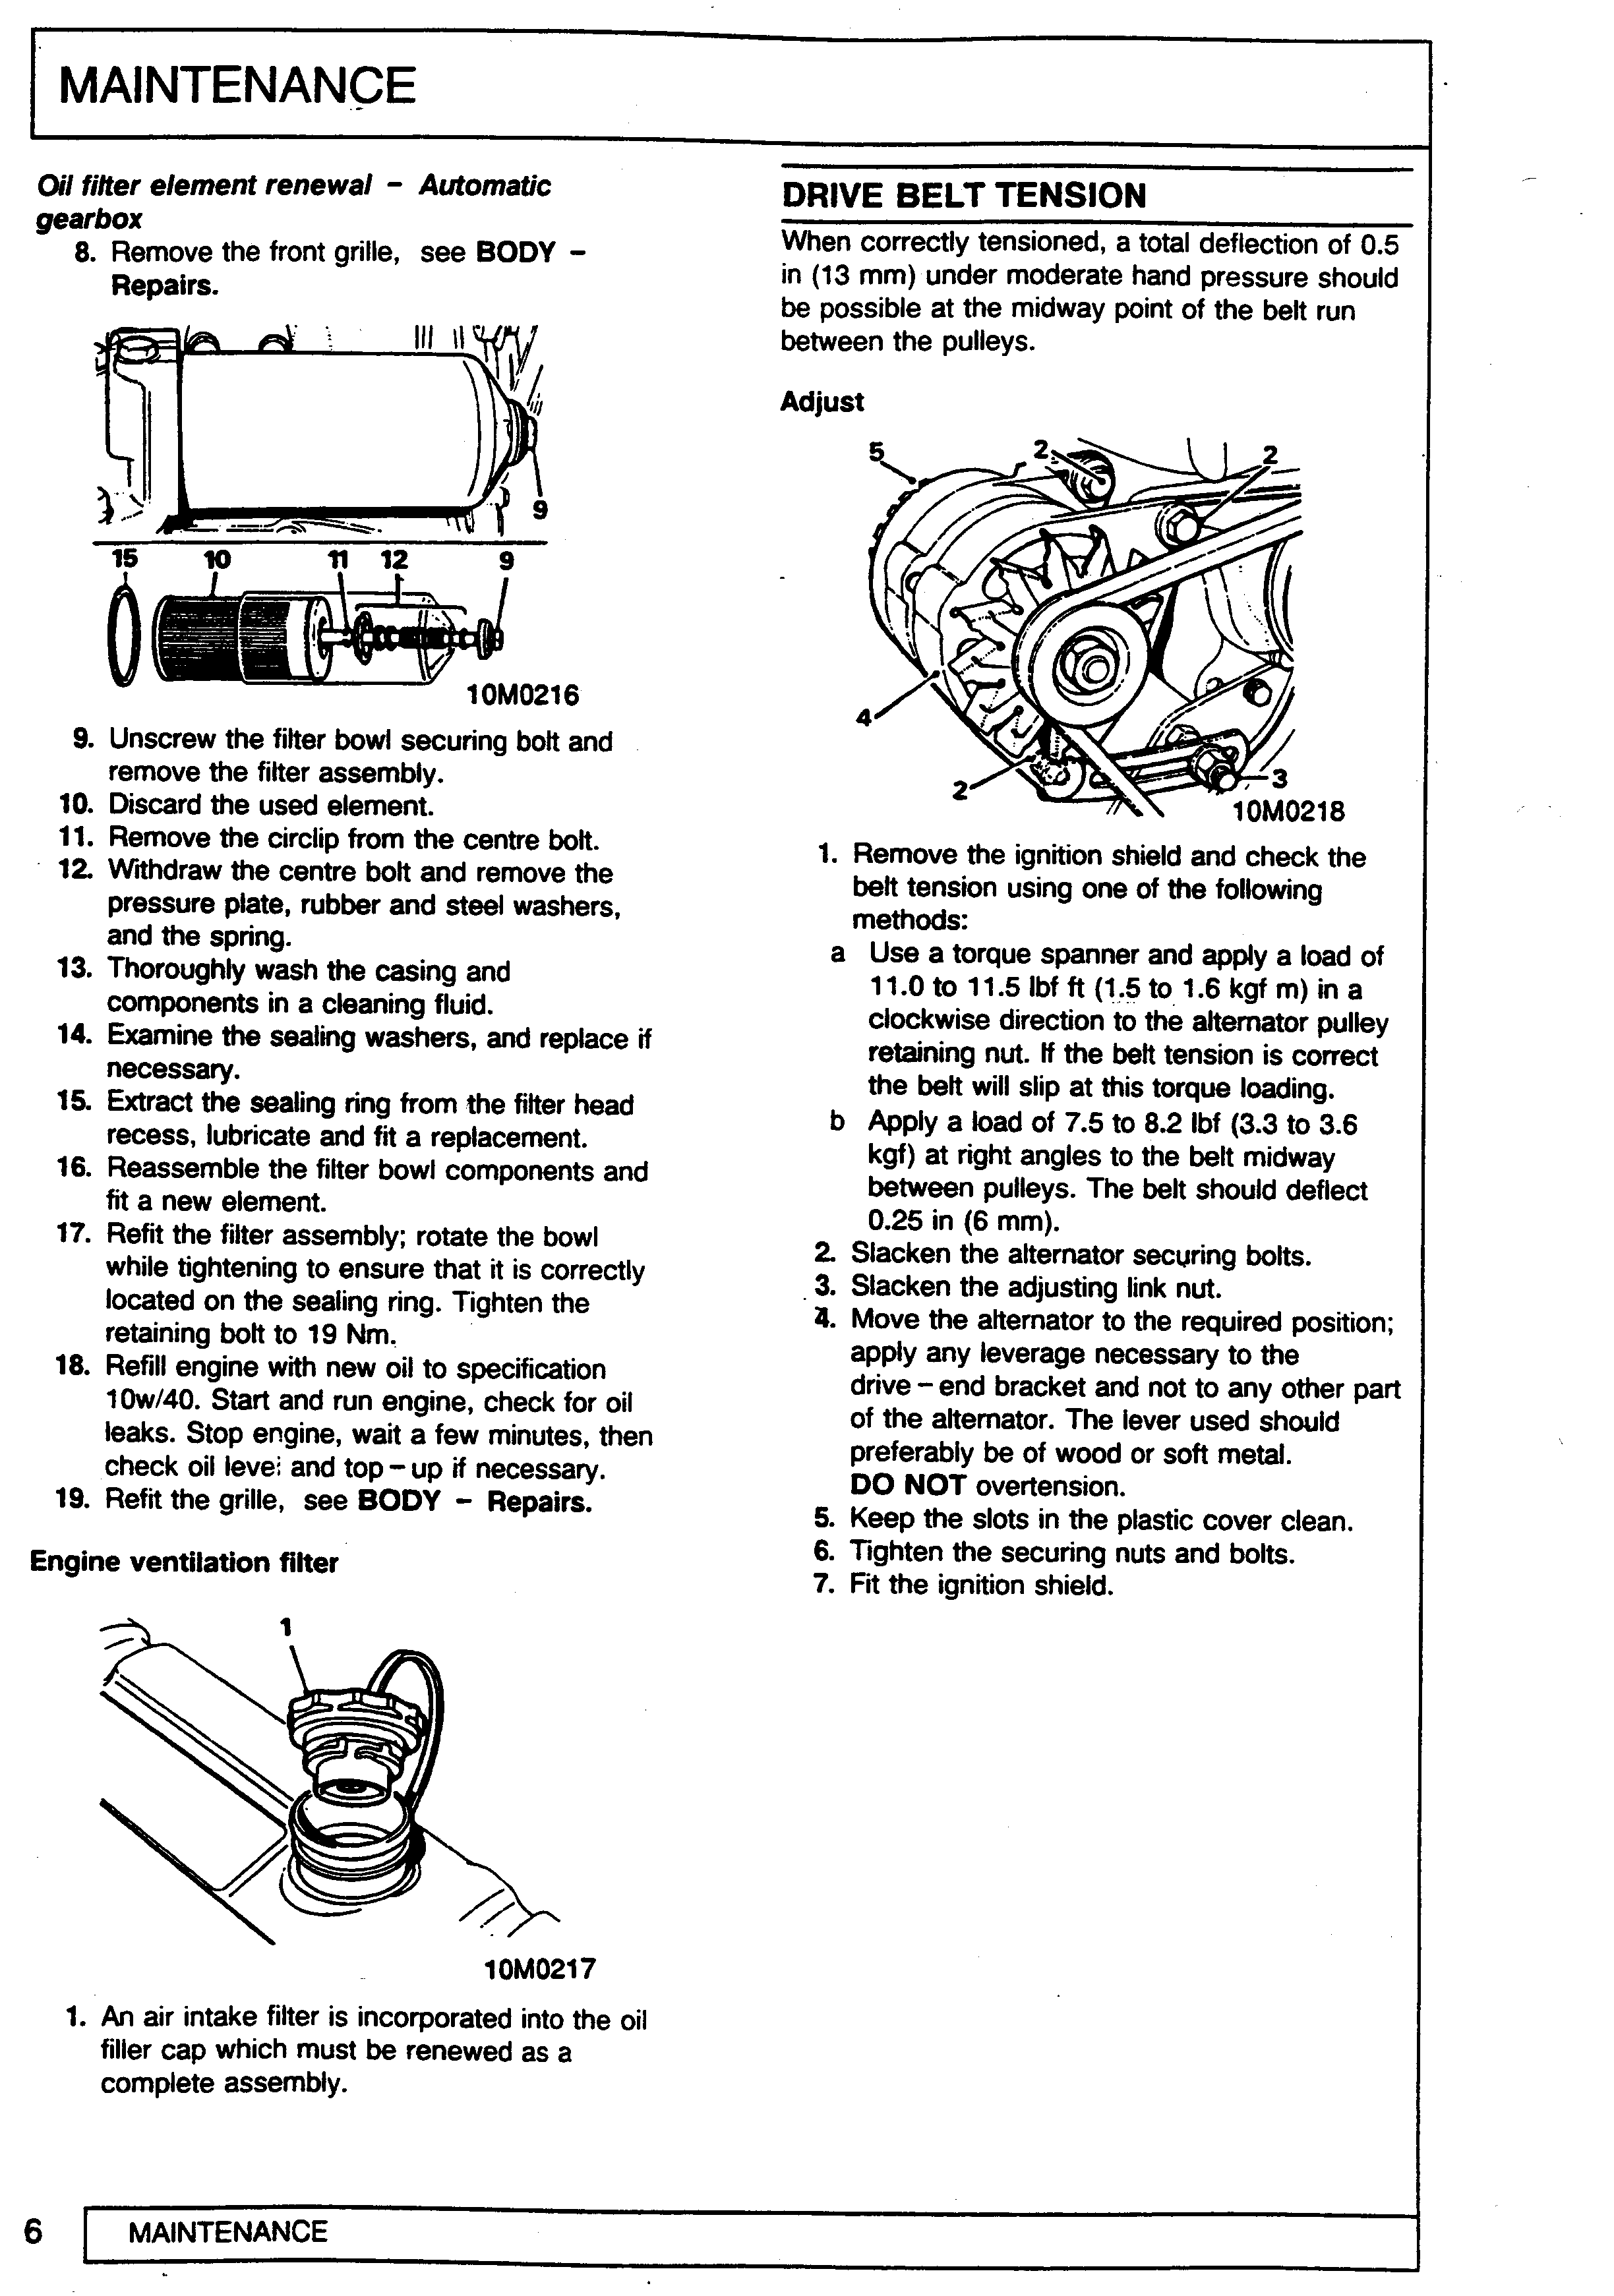 MAINTENANCE
Oil filter element renewal – Automatic
gearbox
8. Remove the front grille, see BODY –
Repairs.
9
15 10 11 12 9
10M0216
9. Unscrew the filter bowl securing bolt and
remove the filter assembly.
10. Discard the used element.
11. Remove the circlip from the centre bolt.
12. Withdraw the centre bolt and remove the
pressure plate, rubber and steel washers,
and the spring.
13. Thoroughly wash the casing and
components in a cleaning fluid.
14. Examine the sealing washers, and replace if
necessary.
15. Extract the sealing ring from the filter head
recess, lubricate and fit a replacement.
16. Reassemble the filter bowl components and
fit a new element.
17. Refit the filter assembly; rotate the bowl
while tightening to ensure that it is correctly
located on the sealing ring. Tighten the
retaining bolt to 19 Nm.
18. Refill engine with new oil to specification
10w/40. Start and run engine, check for oil
leaks. Stop engine, wait a few minutes, then
check oil level and top – up if necessary.
19. Refit the grille, see BODY – Repairs.
Engine ventilation filter
1
10M0217
1. An air intake filter is incorporated into the oil
filler cap which must be renewed as a
complete assembly.
DRIVE BELT TENSION
When correctly tensioned, a total deflection of 0.5
in (13 mm) under moderate hand pressure should
be possible at the midway point of the belt run
between the pulleys.
Adjust
5 2 2
4
2 3
10M0218
1. Remove the ignition shield and check the
belt tension using one of the following
methods:
a Use a torque spanner and apply a load of
11.0 to 11.5 lbf ft (1.5 to 1.6 kgf m) in a
clockwise direction to the alternator pulley
retaining nut. If the belt tension is correct
the belt will slip at this torque loading.
b Apply a load of 7.5 to 8.2 lbf (3.3 to 3.6
kgf) at right angles to the belt midway
between pulleys. The belt should deflect
0.25 in (6 mm).
2. Slacken the alternator securing bolts.
3. Slacken the adjusting link nut.
4. Move the alternator to the required position;
apply any leverage necessary to the
drive – end bracket and not to any other part
of the alternator. The lever used should
preferably be of wood or soft metal.
DO NOT overtension.
5. Keep the slots in the plastic cover clean.
6. Tighten the securing nuts and bolts.
7. Fit the ignition shield.
6 MAINTENANCE